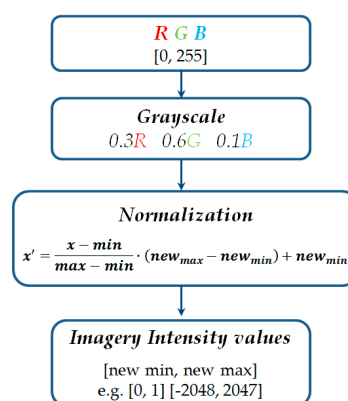 R G B
[0, 255]
Grayscale
0.3R 0.6G 0.1B
Normalization
x′ = (x − min)/(max − min) · (new_max − new_min) + new_min
Imagery Intensity values
[new min, new max]
e.g. [0, 1] [-2048, 2047]